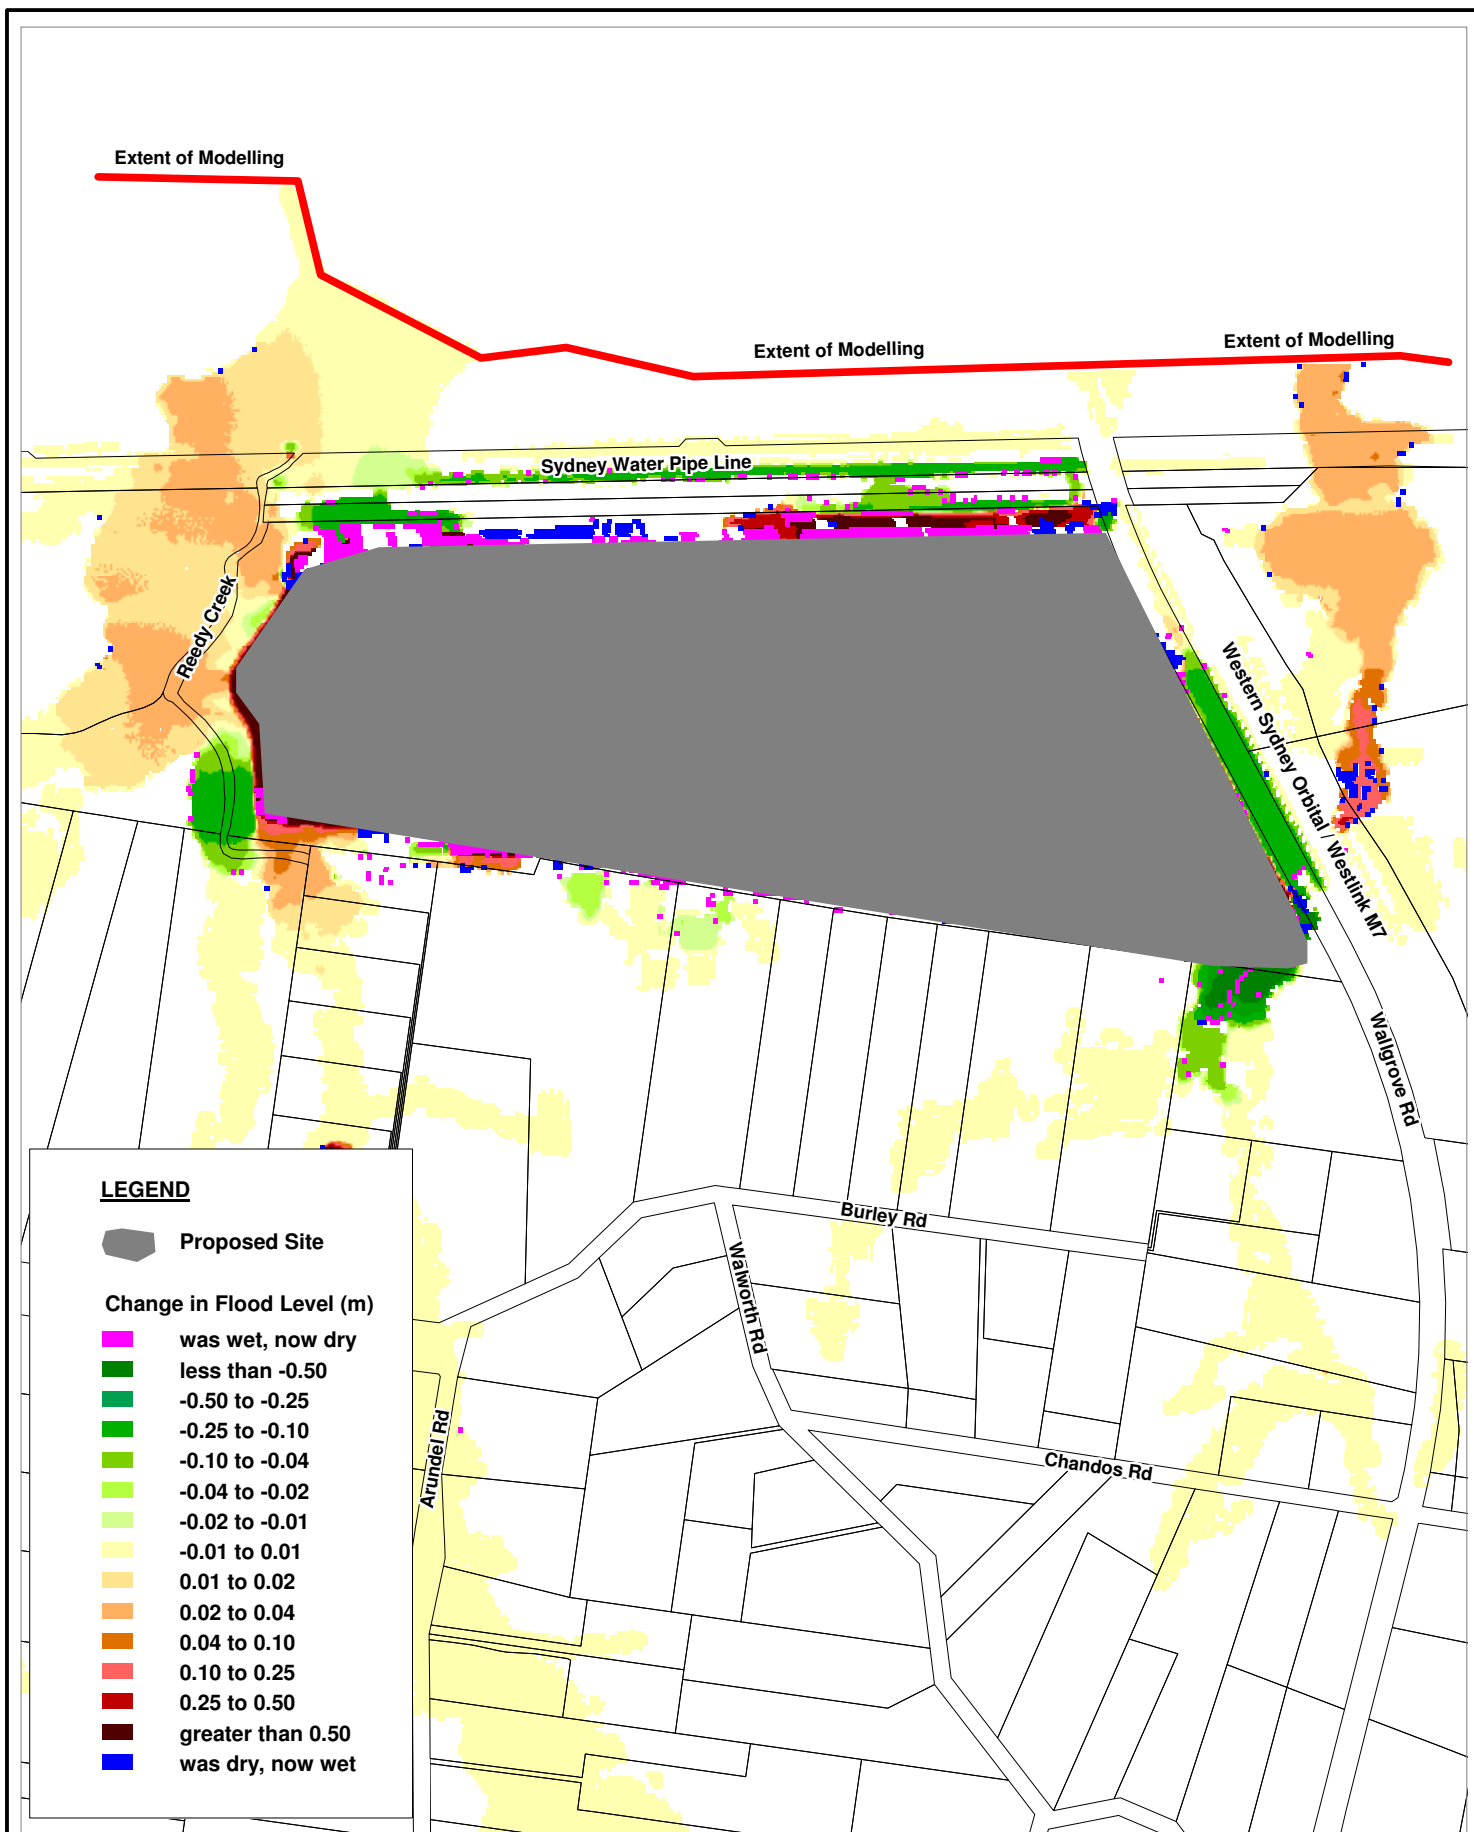 Extent of Modelling
Extent of Modelling
Extent of Modelling
Sydney Water Pipe Line
Reedy Creek
Western Sydney Orbital / Westlink M7
Wallgrove Rd
Burley Rd
Walworth Rd
Chandos Rd
Arundel Rd
LEGEND
Proposed Site
Change in Flood Level (m)
was wet, now dry
less than -0.50
-0.50 to -0.25
-0.25 to -0.10
-0.10 to -0.04
-0.04 to -0.02
-0.02 to -0.01
-0.01 to 0.01
0.01 to 0.02
0.02 to 0.04
0.04 to 0.10
0.10 to 0.25
0.25 to 0.50
greater than 0.50
was dry, now wet